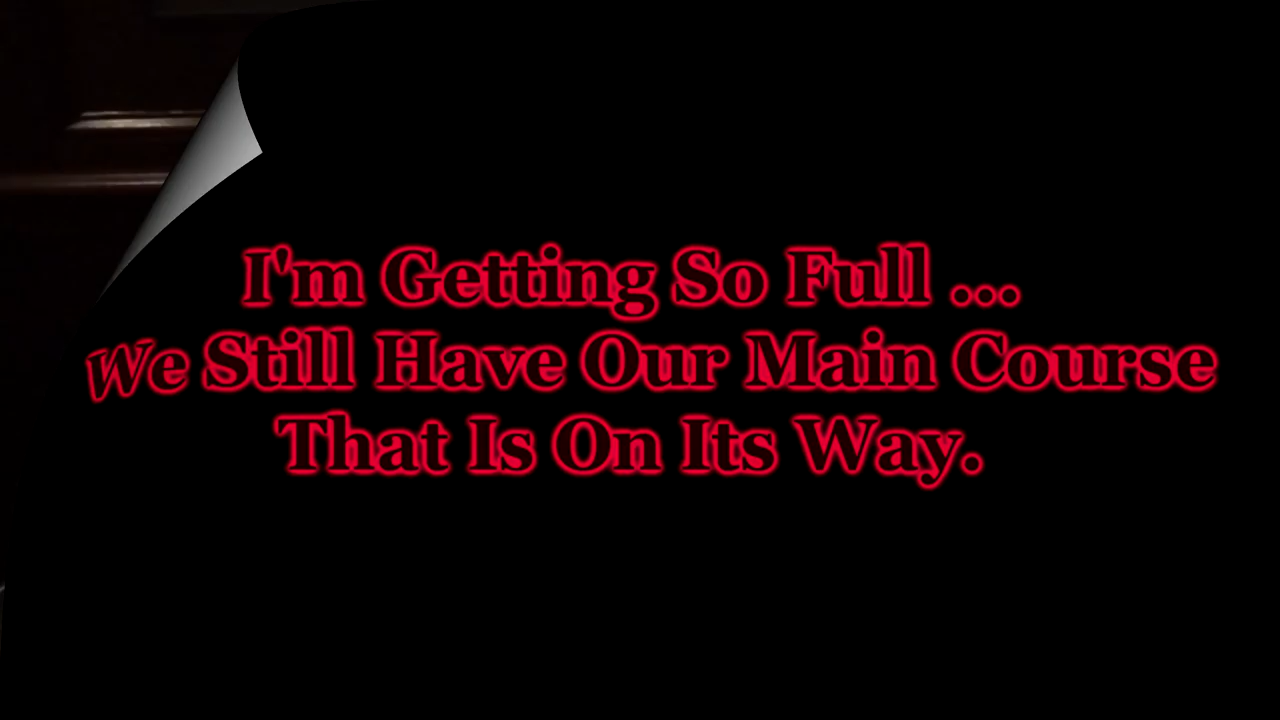 I'm Getting So Full ...
We Still Have Our Main Course
That Is On Its Way.